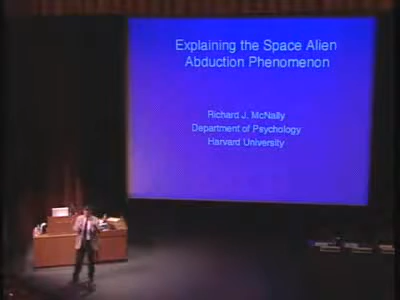 Explaining the Space Alien
Abduction Phenomenon
Richard J. McNally
Department of Psychology
Harvard University